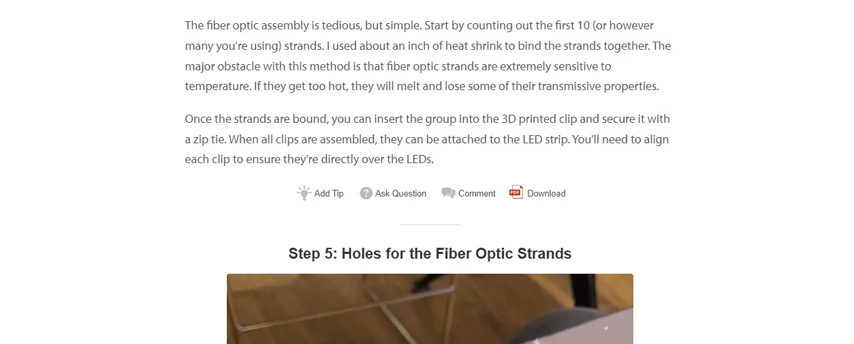 The fiber optic assembly is tedious, but simple. Start by counting out the first 10 (or however
many you're using) strands. I used about an inch of heat shrink to bind the strands together. The
major obstacle with this method is that fiber optic strands are extremely sensitive to
temperature. If they get too hot, they will melt and lose some of their transmissive properties.
Once the strands are bound, you can insert the group into the 3D printed clip and secure it with
a zip tie. When all clips are assembled, they can be attached to the LED strip. You'll need to align
each clip to ensure they're directly over the LEDs.
Add Tip Ask Question Comment PDF Download
Step 5: Holes for the Fiber Optic Strands